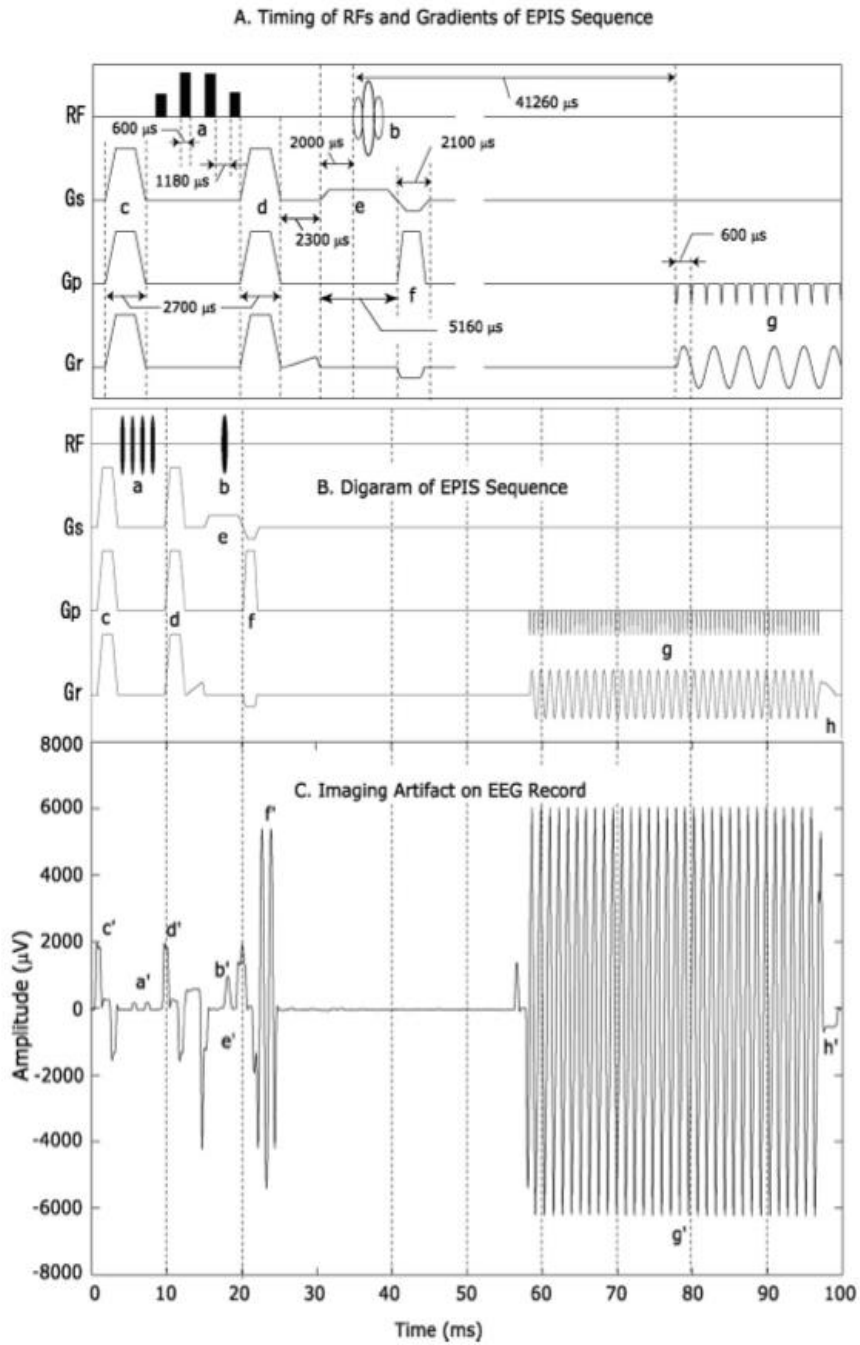 A. Timing of RFs and Gradients of EPIS Sequence
RF
600 μs
a
1180 μs
2000 μs
b
41260 μs
2100 μs
Gs
c
d
e
2300 μs
600 μs
Gp
2700 μs
f
5160 μs
g
Gr
RF
a
b
B. Digaram of EPIS Sequence
Gs
e
Gp
c
d
f
g
Gr
h
8000
6000
4000
2000
0
-2000
-4000
-6000
-8000
Amplitude (μV)
C. Imaging Artifact on EEG Record
f'
c'
d'
a'
b'
e'
h'
g'
0 10 20 30 40 50 60 70 80 90 100
Time (ms)